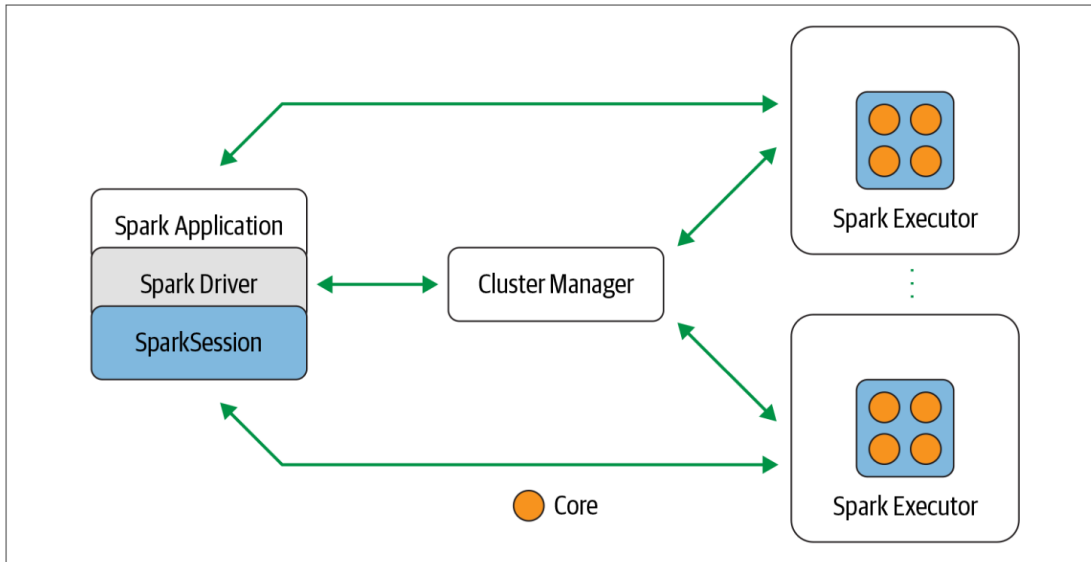 Spark Application
Spark Driver
SparkSession
Cluster Manager
Spark Executor
Spark Executor
Core